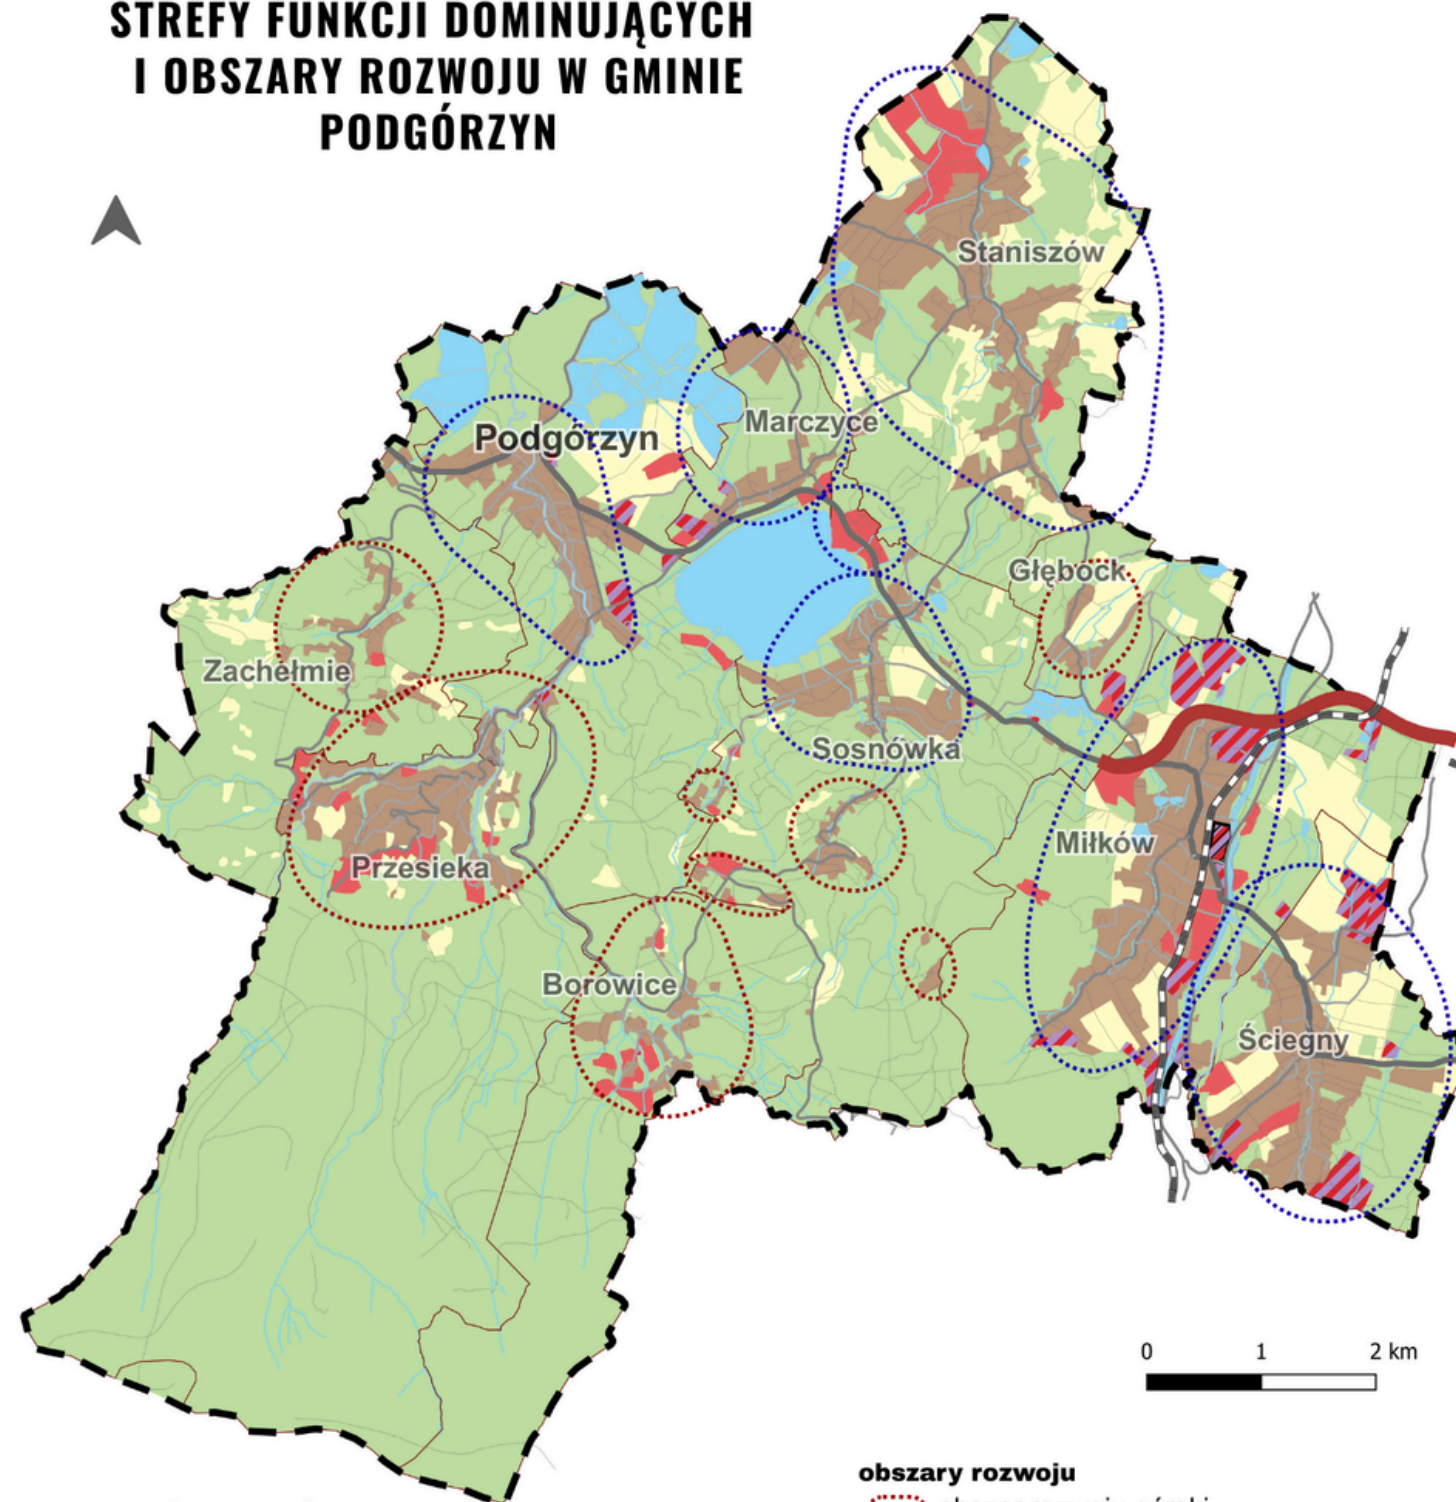 STREFY FUNKCJI DOMINUJĄCYCH
I OBSZARY ROZWOJU W GMINIE
PODGÓRZYN
Staniszów
Marczyce
Podgórzyn
Głębock
Zachełmie
Sosnówka
Miłków
Przesieka
Borowice
Ściegny
0 1 2 km
obszary rozwoju